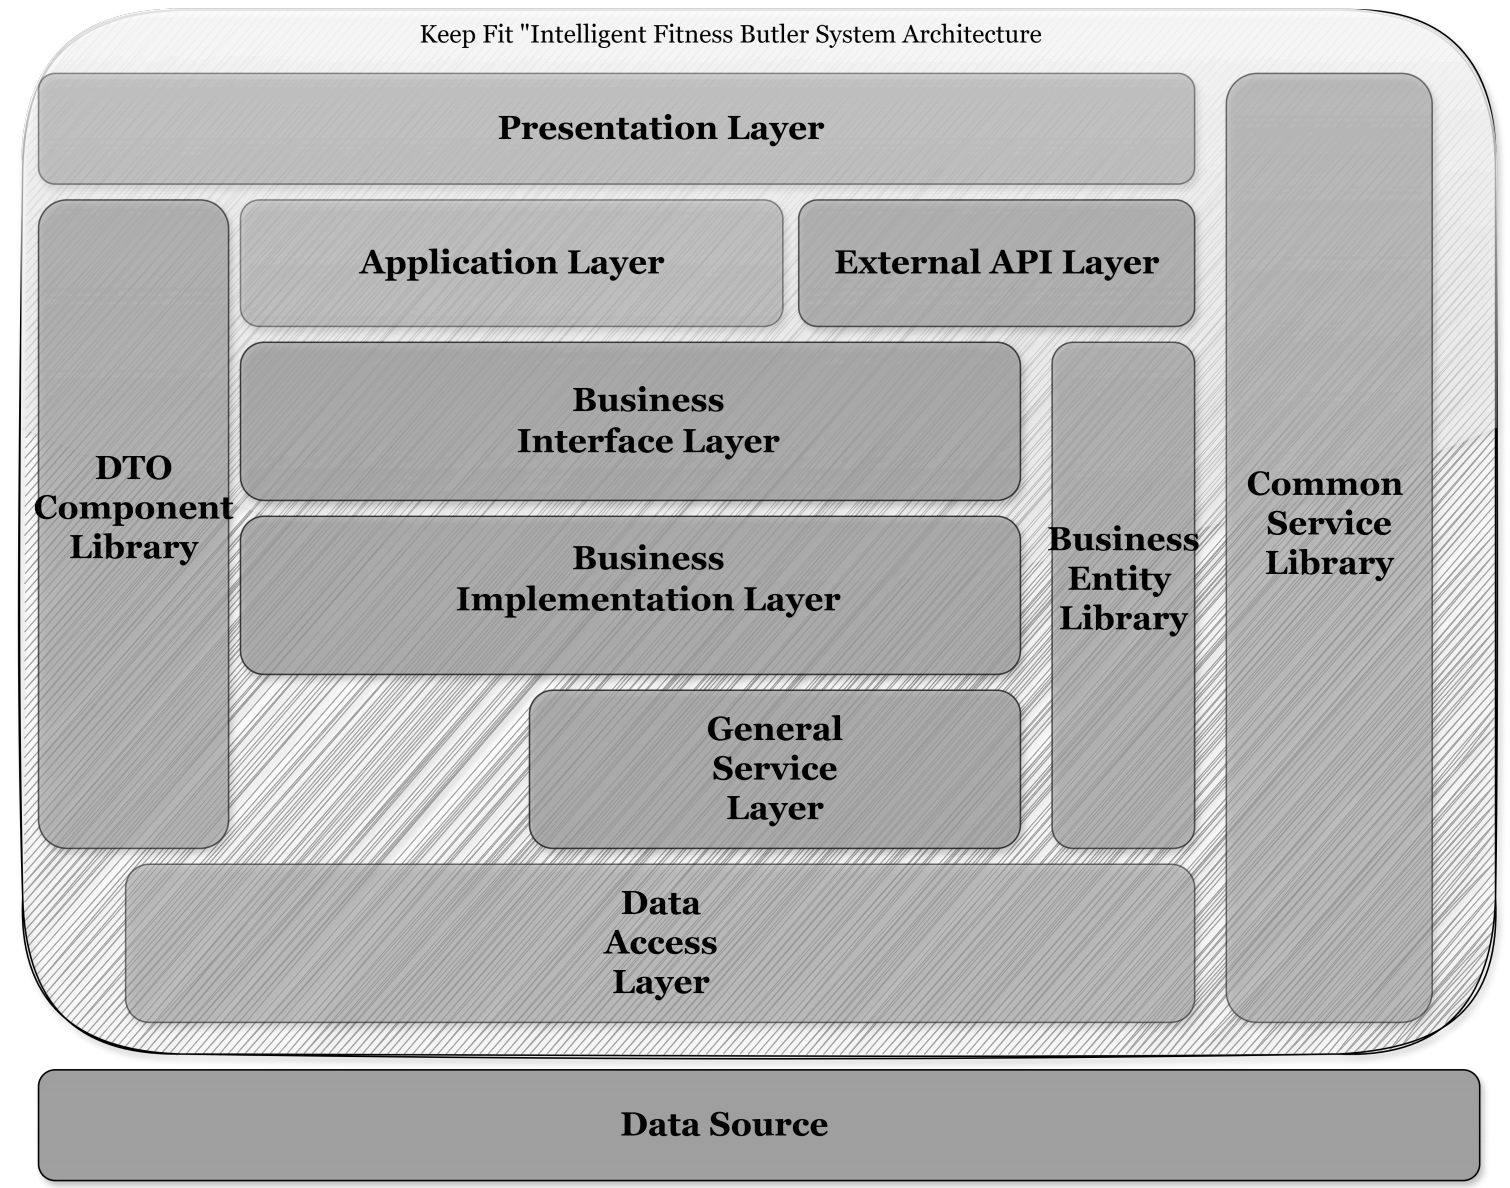 Keep Fit "Intelligent Fitness Butler System Architecture
Presentation Layer
Application Layer
External API Layer
Business
Interface Layer
DTO
Component
Library
Business
Implementation Layer
Business
Entity
Library
Common
Service
Library
General
Service
Layer
Data
Access
Layer
Data Source